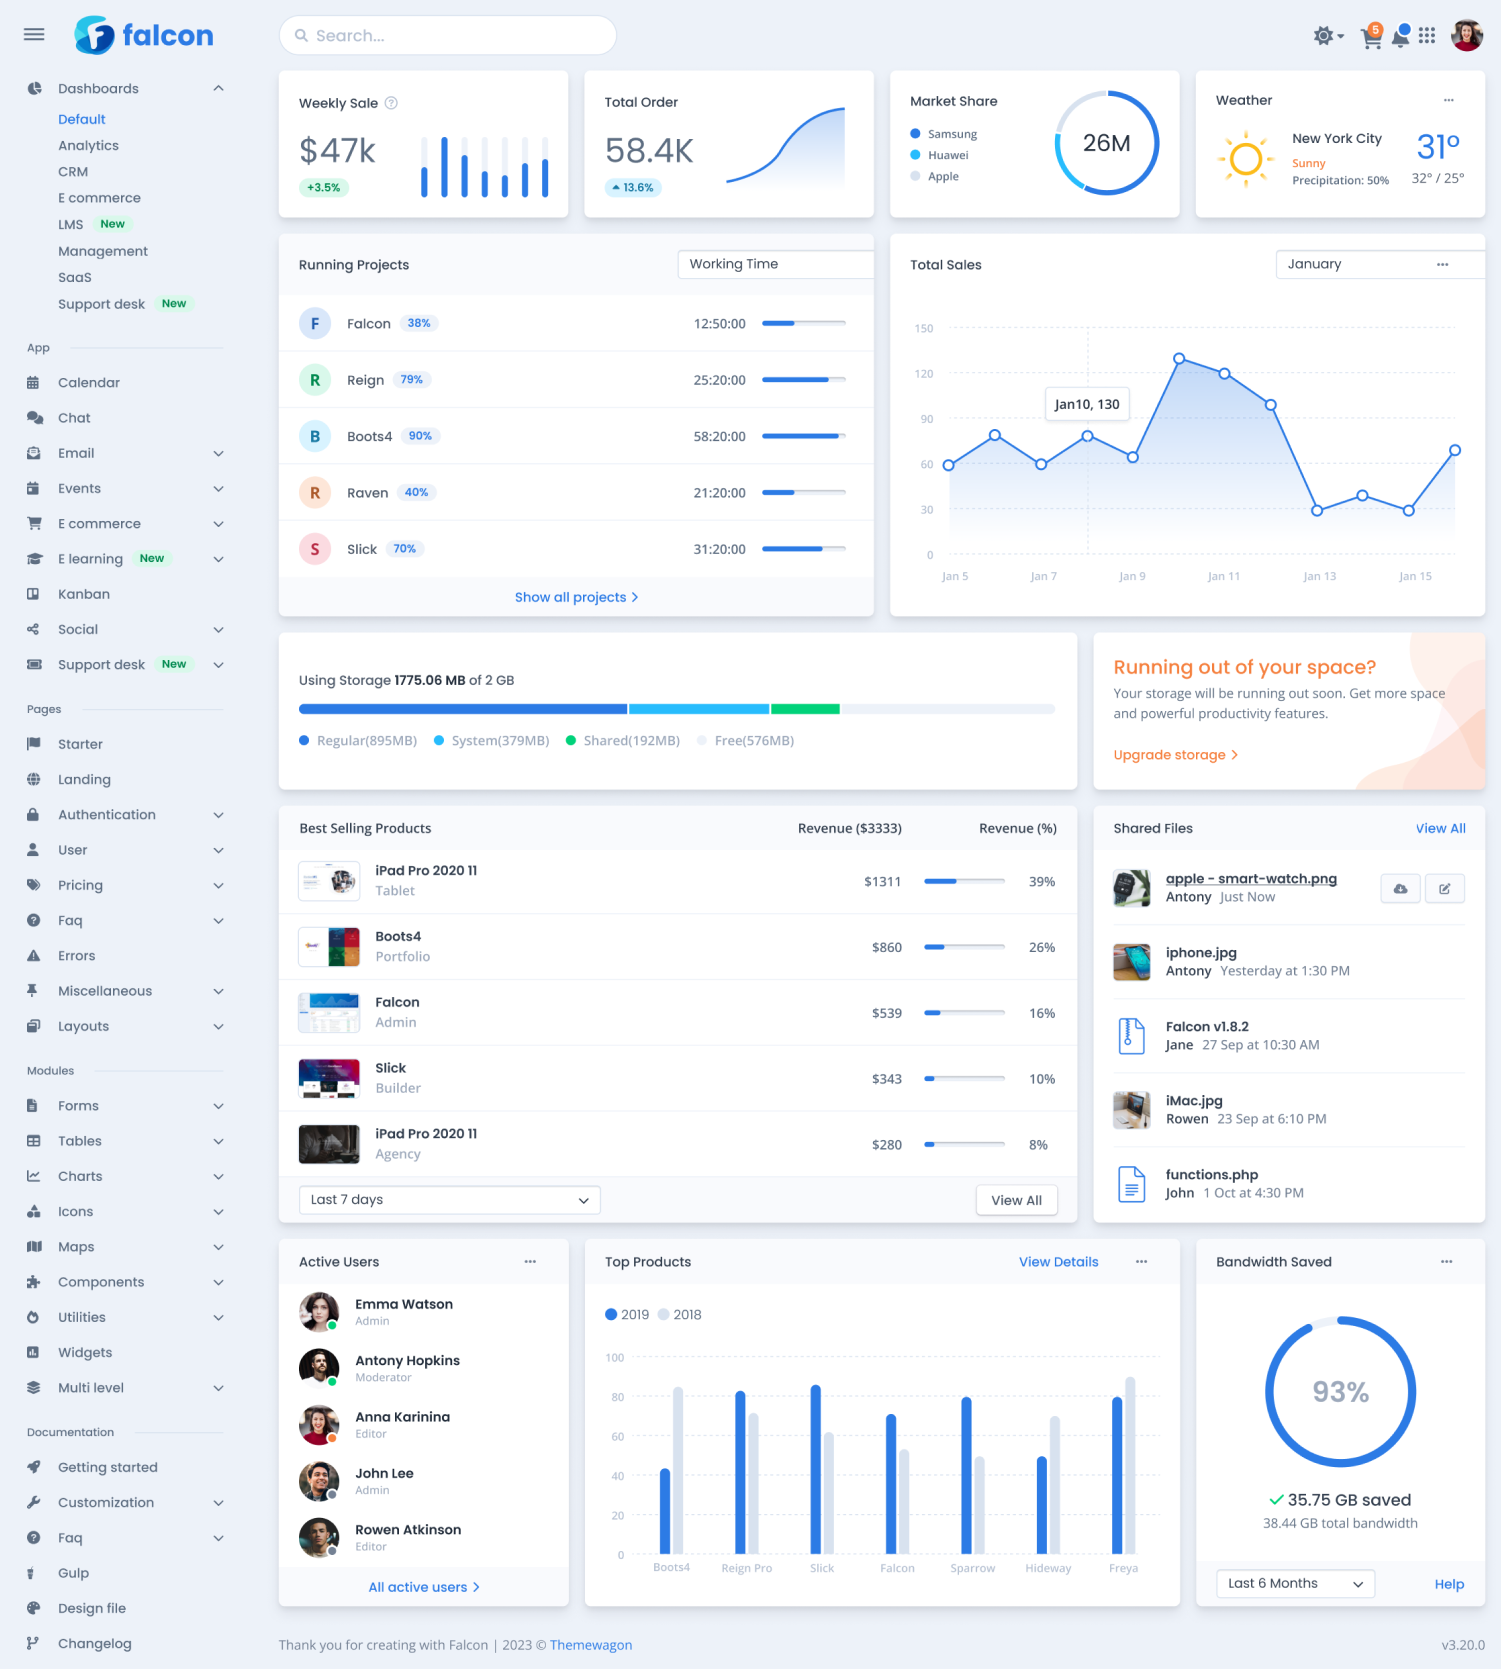 falcon
Search...
5
Dashboards
Default
Analytics
CRM
E commerce
LMS New
Management
SaaS
Support desk New
App
Calendar
Chat
Email
Events
E commerce
E learning New
Kanban
Social
Support desk New
Pages
Starter
Landing
Authentication
User
Pricing
Faq
Errors
Miscellaneous
Layouts
Modules
Forms
Tables
Charts
Icons
Maps
Components
Utilities
Widgets
Multi level
Documentation
Getting started
Customization
Faq
Gulp
Design file
Changelog
Weekly Sale ?
$47k
+3.5%
Total Order
58.4K
13.6%
Market Share
Samsung
Huawei
Apple
26M
Weather ...
New York City
Sunny
Precipitation: 50%
31°
32° / 25°
Running Projects
Working Time
F Falcon 38% 12:50:00
R Reign 79% 25:20:00
B Boots4 90% 58:20:00
R Raven 40% 21:20:00
S Slick 70% 31:20:00
Show all projects
Total Sales
January ...
150
120
90
60
30
0
Jan10, 130
Jan 5 Jan 7 Jan 9 Jan 11 Jan 13 Jan 15
Using Storage 1775.06 MB of 2 GB
Regular(895MB) System(379MB) Shared(192MB) Free(576MB)
Running out of your space?
Your storage will be running out soon. Get more space
and powerful productivity features.
Upgrade storage
Best Selling Products Revenue ($3333) Revenue (%)
iPad Pro 2020 11
Tablet
$1311 39%
Boots4
Portfolio
$860 26%
Falcon
Admin
$539 16%
Slick
Builder
$343 10%
iPad Pro 2020 11
Agency
$280 8%
Last 7 days
View All
Shared Files View All
apple - smart-watch.png
Antony Just Now
iphone.jpg
Antony Yesterday at 1:30 PM
Falcon v1.8.2
Jane 27 Sep at 10:30 AM
iMac.jpg
Rowen 23 Sep at 6:10 PM
functions.php
John 1 Oct at 4:30 PM
Active Users ...
Emma Watson
Admin
Antony Hopkins
Moderator
Anna Karinina
Editor
John Lee
Admin
Rowen Atkinson
Editor
All active users
Top Products View Details ...
2019 2018
100
80
60
40
20
0
Boots4 Reign Pro Slick Falcon Sparrow Hideway Freya
Bandwidth Saved ...
93%
35.75 GB saved
38.44 GB total bandwidth
Last 6 Months
Help
Thank you for creating with Falcon | 2023 © Themewagon
v3.20.0